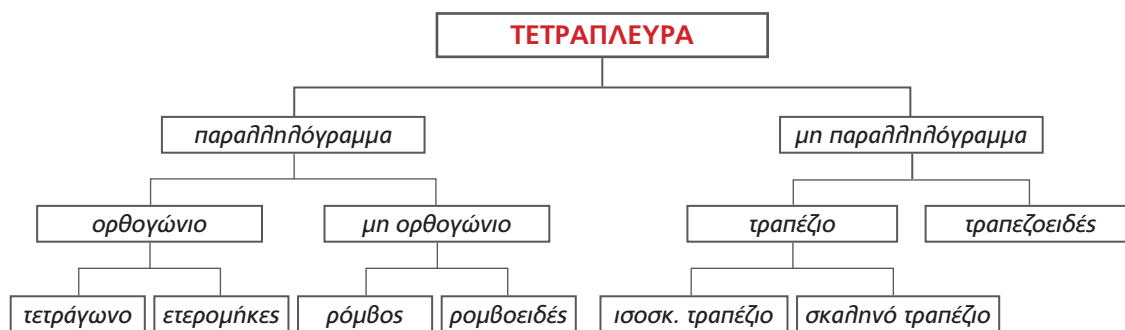 ΤΕΤΡΑΠΛΕΥΡΑ
παραλληλόγραμμα
μη παραλληλόγραμμα
ορθογώνιο
μη ορθογώνιο
τραπέζιο
τραπεζοειδές
τετράγωνο
ετερομήκες
ρόμβος
ρομβοειδές
ισοσκ. τραπέζιο
σκαληνό τραπέζιο